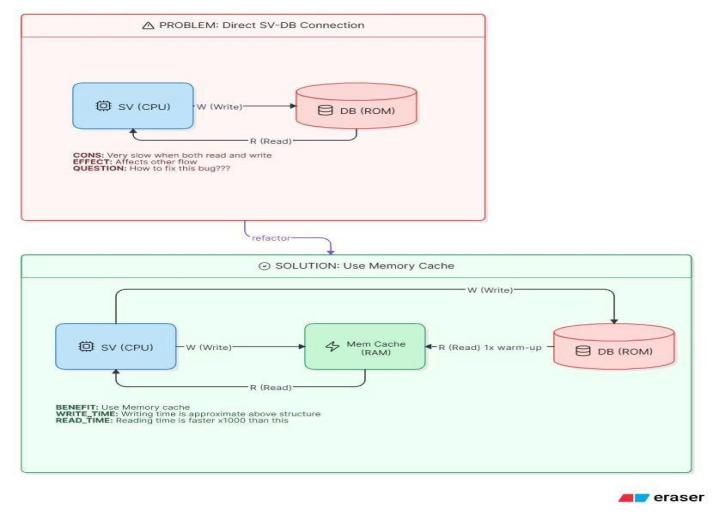 PROBLEM: Direct SV-DB Connection
SV (CPU)
W (Write)
DB (ROM)
R (Read)
CONS: Very slow when both read and write
EFFECT: Affects other flow
QUESTION: How to fix this bug???
refactor
SOLUTION: Use Memory Cache
W (Write)
SV (CPU)
W (Write)
Mem Cache
(RAM)
R (Read) 1x warm-up
DB (ROM)
R (Read)
BENEFIT: Use Memory cache
WRITE_TIME: Writing time is approximate above structure
READ_TIME: Reading time is faster x1000 than this
eraser